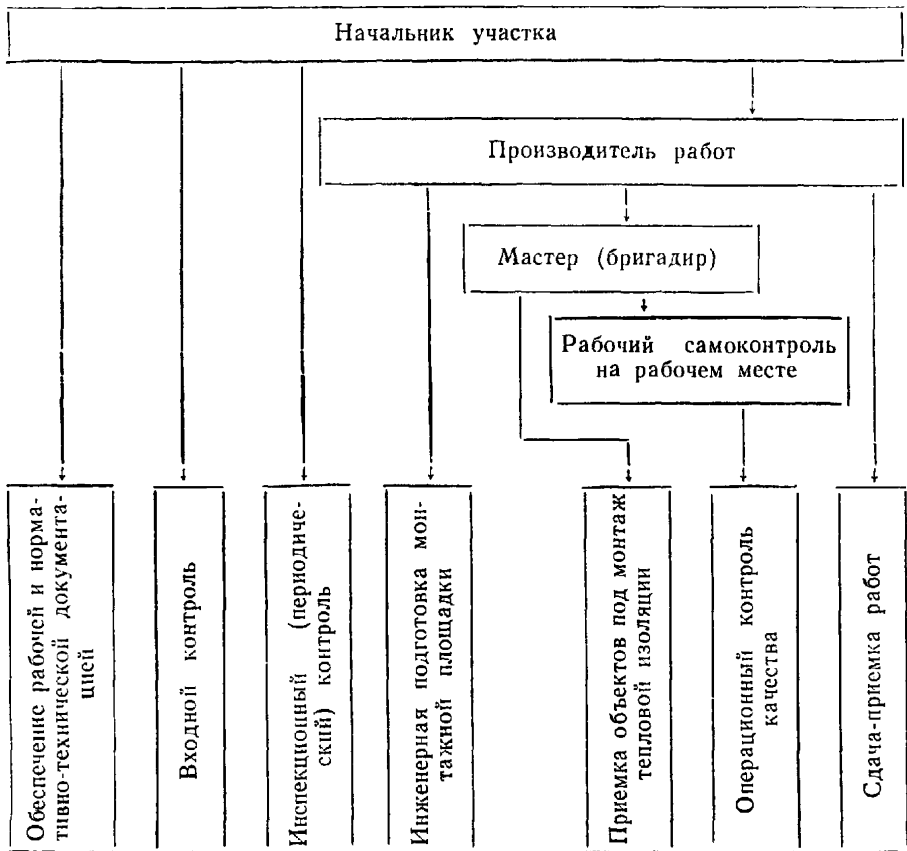 Начальник участка
Производитель работ
Мастер (бригадир)
Рабочий самоконтроль
на рабочем месте
Обеспечение рабочей и норма-
тивно-технической документа-
цией
Входной контроль
Инспекционный (периодиче-
ский) контроль
Инженерная подготовка мон-
тажной площадки
Приемка объектов под монтаж
тепловой изоляции
Операционный контроль
качества
Сдача-приемка работ